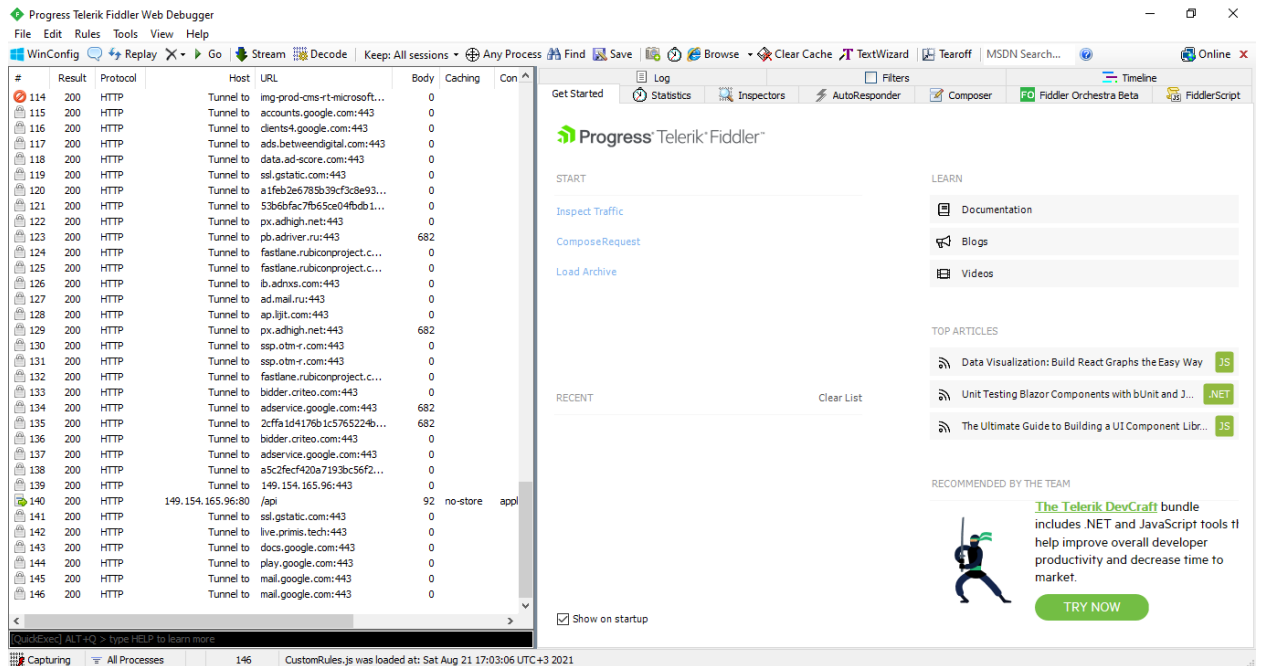 Progress Telerik Fiddler Web Debugger
File Edit Rules Tools View Help
WinConfig Replay Go Stream Decode Keep: All sessions Any Process Find Save Browse Clear Cache TextWizard Tearoff MSDN Search... Online
# Result Protocol Host URL Body Caching Con
114 200 HTTP Tunnel to img-prod-cms-rt-microsoft... 0
115 200 HTTP Tunnel to accounts.google.com:443 0
116 200 HTTP Tunnel to clients4.google.com:443 0
117 200 HTTP Tunnel to ads.betweendigital.com:443 0
118 200 HTTP Tunnel to data.ad-score.com:443 0
119 200 HTTP Tunnel to ssl.gstatic.com:443 0
120 200 HTTP Tunnel to a1feb2e6785b39cf3c8e93... 0
121 200 HTTP Tunnel to 53b6bfac7fb65ce04fbdb1... 0
122 200 HTTP Tunnel to px.adhigh.net:443 0
123 200 HTTP Tunnel to pb.adriver.ru:443 682
124 200 HTTP Tunnel to fastlane.rubiconproject.c... 0
125 200 HTTP Tunnel to fastlane.rubiconproject.c... 0
126 200 HTTP Tunnel to ib.adnxs.com:443 0
127 200 HTTP Tunnel to ad.mail.ru:443 0
128 200 HTTP Tunnel to ap.lijit.com:443 0
129 200 HTTP Tunnel to px.adhigh.net:443 682
130 200 HTTP Tunnel to ssp.otm-r.com:443 0
131 200 HTTP Tunnel to ssp.otm-r.com:443 0
132 200 HTTP Tunnel to fastlane.rubiconproject.c... 0
133 200 HTTP Tunnel to bidder.criteo.com:443 0
134 200 HTTP Tunnel to adservice.google.com:443 682
135 200 HTTP Tunnel to 2cffa1d4176b1c5765224b... 682
136 200 HTTP Tunnel to bidder.criteo.com:443 0
137 200 HTTP Tunnel to adservice.google.com:443 0
138 200 HTTP Tunnel to a5c2fecf420a7193bc56f2... 0
139 200 HTTP Tunnel to 149.154.165.96:443 0
140 200 HTTP 149.154.165.96:80 /api 92 no-store appl
141 200 HTTP Tunnel to ssl.gstatic.com:443 0
142 200 HTTP Tunnel to live.primis.tech:443 0
143 200 HTTP Tunnel to docs.google.com:443 0
144 200 HTTP Tunnel to play.google.com:443 0
145 200 HTTP Tunnel to mail.google.com:443 0
146 200 HTTP Tunnel to mail.google.com:443 0
[QuickExec] ALT+Q > type HELP to learn more
Capturing All Processes 146 CustomRules.js was loaded at: Sat Aug 21 17:03:06 UTC+3 2021
Log Filters Timeline
Get Started Statistics Inspectors AutoResponder Composer FO Fiddler Orchestra Beta FiddlerScript
Progress Telerik Fiddler
START
Inspect Traffic
Compose Request
Load Archive
RECENT Clear List
Show on startup
LEARN
Documentation
Blogs
Videos
TOP ARTICLES
Data Visualization: Build React Graphs the Easy Way JS
Unit Testing Blazor Components with bUnit and J... .NET
The Ultimate Guide to Building a UI Component Libr... JS
RECOMMENDED BY THE TEAM
The Telerik DevCraft bundle
includes .NET and JavaScript tools th
help improve overall developer
productivity and decrease time to
market.
TRY NOW